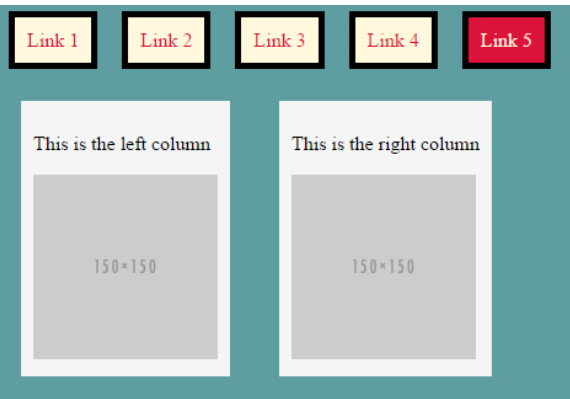 Link 1 Link 2 Link 3 Link 4 Link 5
This is the left column
150×150
This is the right column
150×150